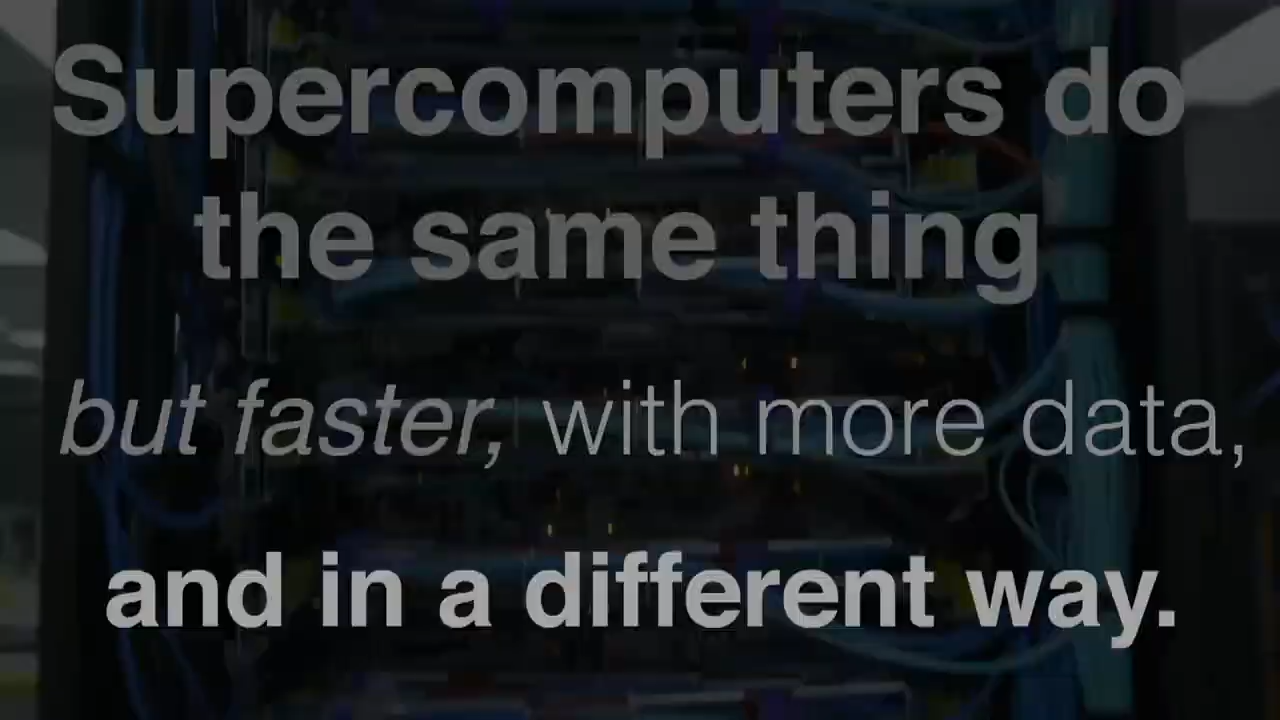 Supercomputers do
the same thing
but faster, with more data,
and in a different way.